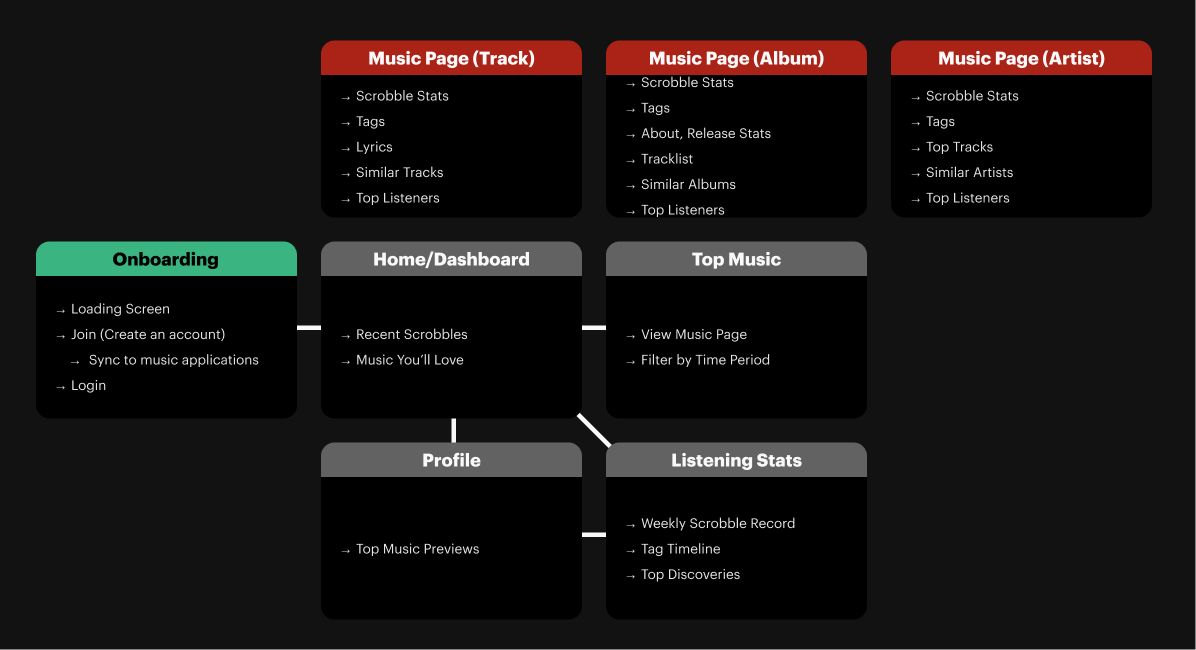 Music Page (Track)
→ Scrobble Stats
→ Tags
→ Lyrics
→ Similar Tracks
→ Top Listeners
Music Page (Album)
→ Scrobble Stats
→ Tags
→ About, Release Stats
→ Tracklist
→ Similar Albums
→ Top Listeners
Music Page (Artist)
→ Scrobble Stats
→ Tags
→ Top Tracks
→ Similar Artists
→ Top Listeners
Onboarding
→ Loading Screen
→ Join (Create an account)
→ Sync to music applications
→ Login
Home/Dashboard
→ Recent Scrobbles
→ Music You’ll Love
Top Music
→ View Music Page
→ Filter by Time Period
Profile
→ Top Music Previews
Listening Stats
→ Weekly Scrobble Record
→ Tag Timeline
→ Top Discoveries